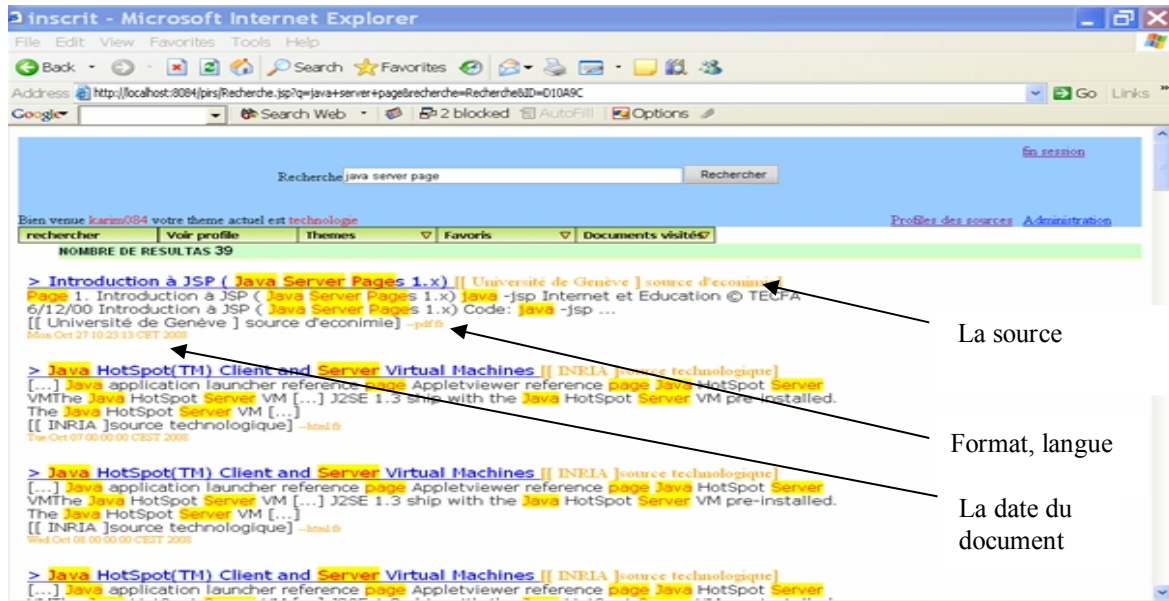 inscrit - Microsoft Internet Explorer
File Edit View Favorites Tools Help
Back Search Favorites
Address http://localhost:8084/pirs/Recherche.jsp?q=java+server+page&recherche=Recherche&ID=D10A9C Go Links »
Google Search Web 2 blocked AutoFill Options
fin session
Recherche java server page Rechercher
Bien venue karim084 votre theme actuel est technologie Profiles des sources Administration
rechercher Voir profile Themes Favoris Documents visités
NOMBRE DE RESULTAS 39
> Introduction à JSP ( Java Server Pages 1.x) [[ Université de Genève ] source d'econimie]
Page 1. Introduction à JSP ( Java Server Pages 1.x) java -jsp Internet et Education © TECFA
6/12/00 Introduction à JSP ( Java Server Pages 1.x) Code: java -jsp ...
[[ Université de Genève ] source d'econimie] --pdf fr
Mon Oct 27 10:23:13 CET 2008
La source
> Java HotSpot(TM) Client and Server Virtual Machines [[ INRIA ]source technologique]
[...] Java application launcher reference page Appletviewer reference page Java HotSpot Server
VMThe Java HotSpot Server VM [...] J2SE 1.3 ship with the Java HotSpot Server VM pre-installed.
The Java HotSpot Server VM [...]
[[ INRIA ]source technologique] --html fr
Tue Oct 07 00:00:00 CEST 2008
Format, langue
> Java HotSpot(TM) Client and Server Virtual Machines [[ INRIA ]source technologique]
[...] Java application launcher reference page Appletviewer reference page Java HotSpot Server
VMThe Java HotSpot Server VM [...] J2SE 1.3 ship with the Java HotSpot Server VM pre-installed.
The Java HotSpot Server VM [...]
[[ INRIA ]source technologique] --html fr
Wed Oct 08 00:00:00 CEST 2008
La date du
document
> Java HotSpot(TM) Client and Server Virtual Machines [[ INRIA ]source technologique]
[...] Java application launcher reference page Appletviewer reference page Java HotSpot Server